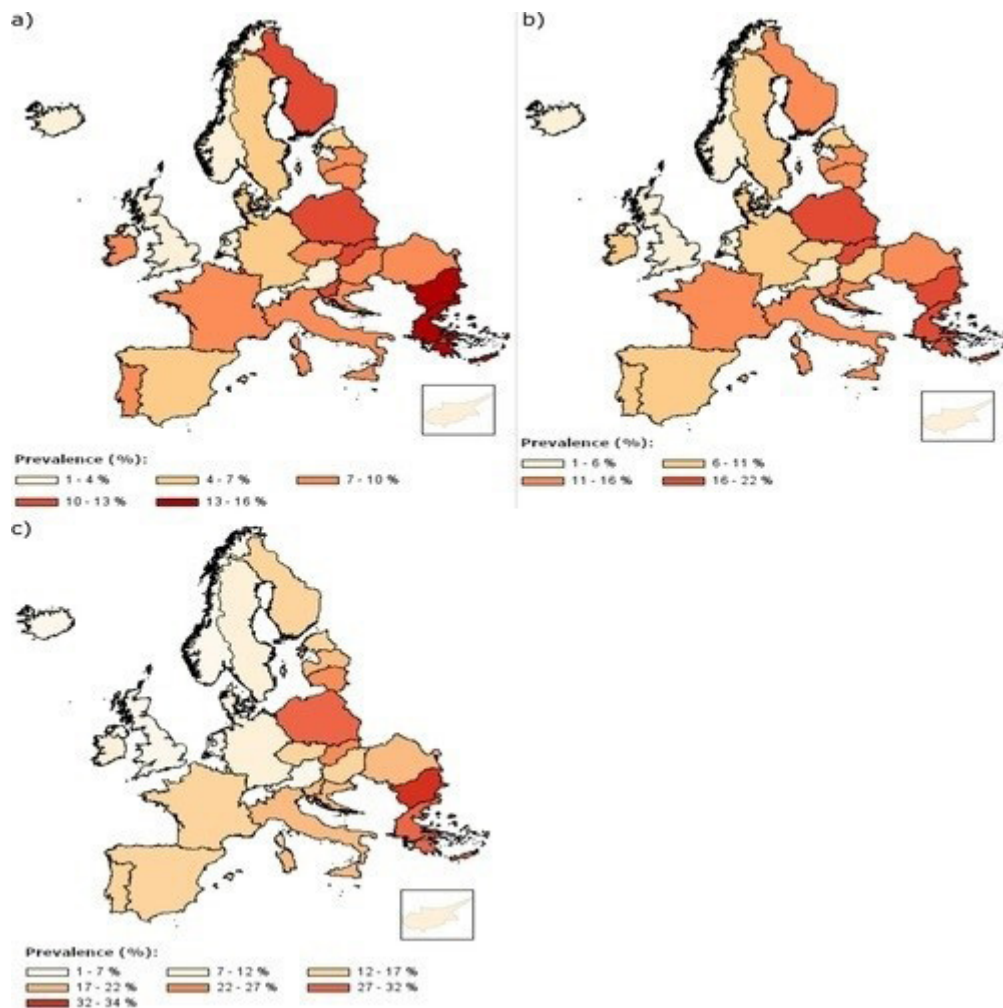 a)
b)
Prevalence (%):
1 - 4 % 4 - 7 % 7 - 10 %
10 - 13 % 13 - 16 %
Prevalence (%):
1 - 6 % 6 - 11 %
11 - 16 % 16 - 22 %
c)
Prevalence (%):
1 - 7 % 7 - 12 % 12 - 17 %
17 - 22 % 22 - 27 % 27 - 32 %
32 - 34 %